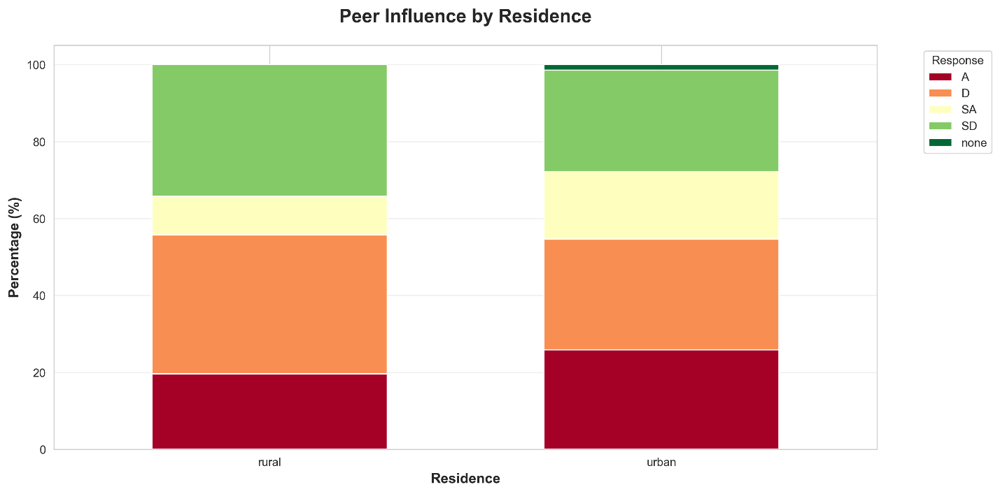 Peer Influence by Residence
Percentage (%)
100
80
60
40
20
0
rural
urban
Residence
Response
A
D
SA
SD
none